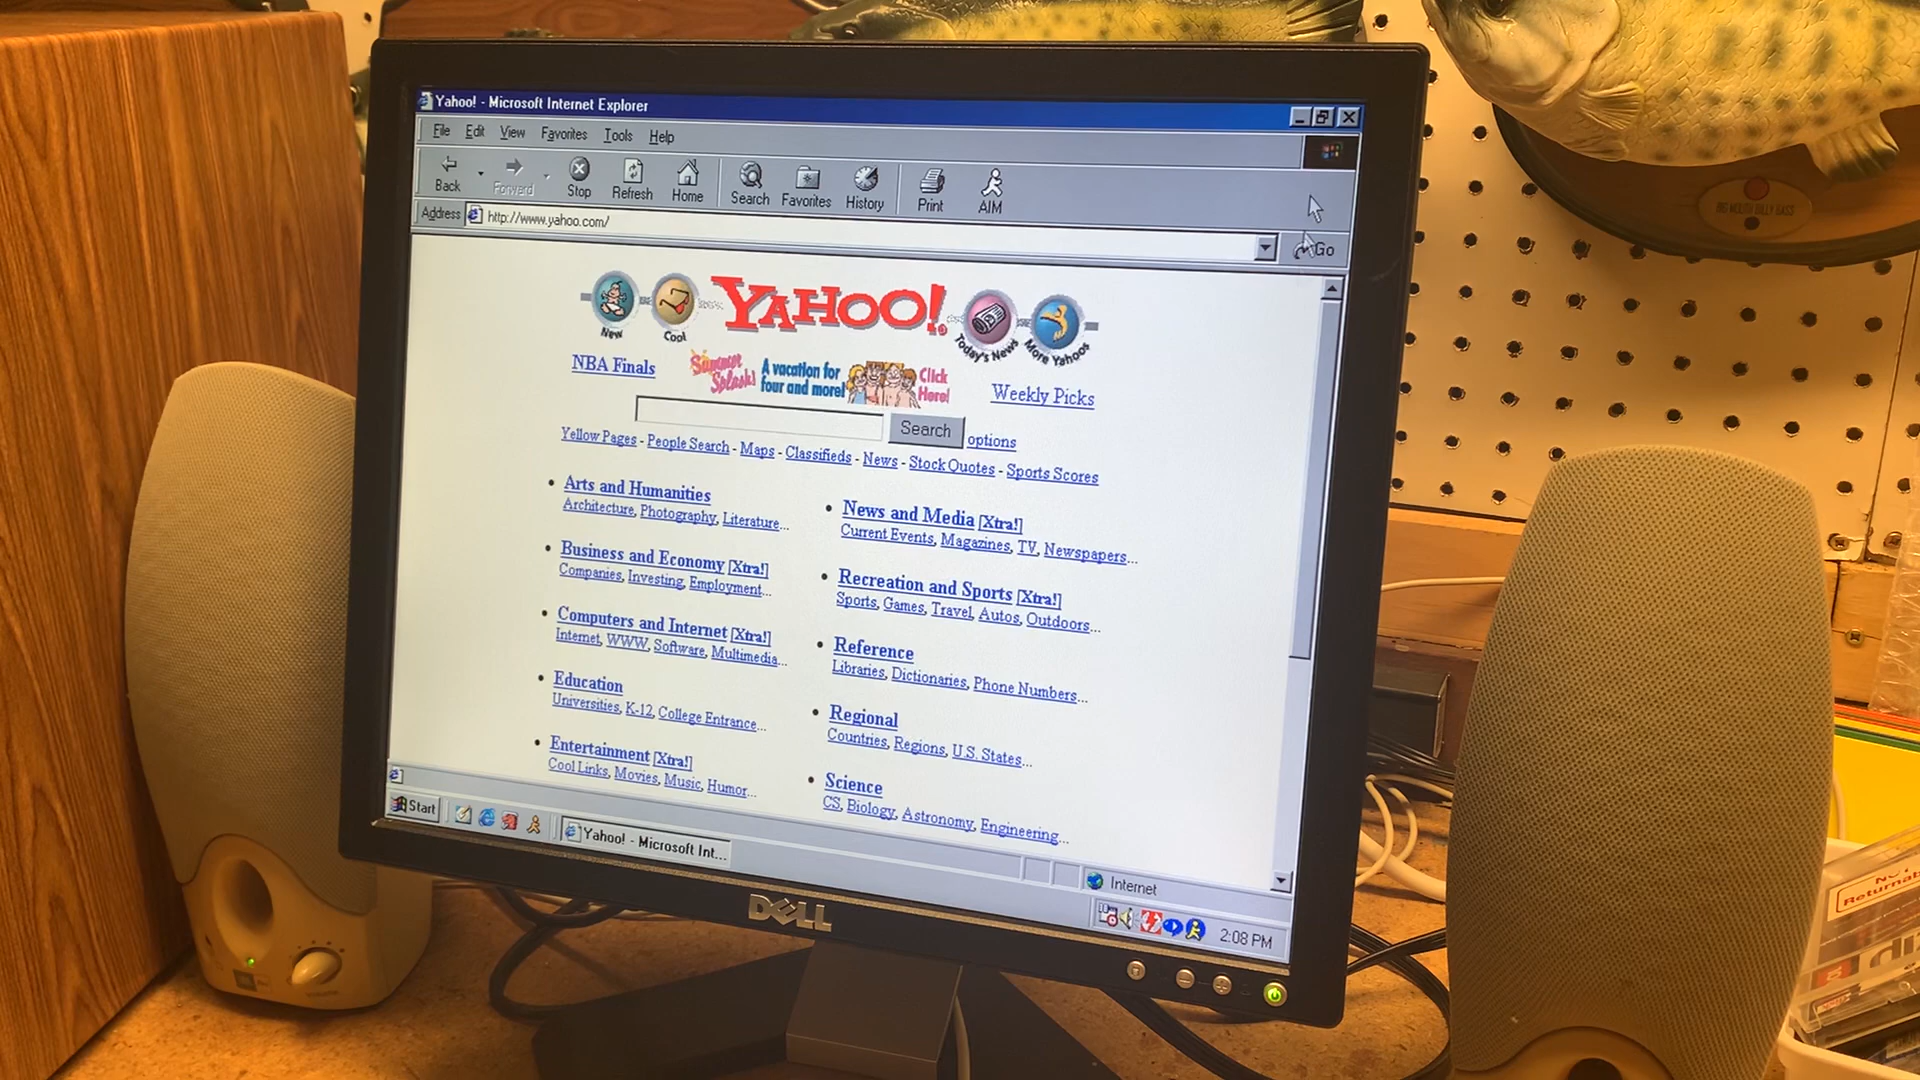 Yahoo! - Microsoft Internet Explorer
File Edit View Favorites Tools Help
Back Forward Stop Refresh Home Search Favorites History Print AIM
Address http://www.yahoo.com/ Go
New Cool YAHOO! Today's News More Yahoos
NBA Finals Summer Splash! A vacation for four and more! Click Here! Weekly Picks
Search options
Yellow Pages - People Search - Maps - Classifieds - News - Stock Quotes - Sports Scores
Arts and Humanities
Architecture, Photography, Literature...
Business and Economy [Xtra!]
Companies, Investing, Employment...
Computers and Internet [Xtra!]
Internet, WWW, Software, Multimedia...
Education
Universities, K-12, College Entrance...
Entertainment [Xtra!]
Cool Links, Movies, Music, Humor...
News and Media [Xtra!]
Current Events, Magazines, TV, Newspapers...
Recreation and Sports [Xtra!]
Sports, Games, Travel, Autos, Outdoors...
Reference
Libraries, Dictionaries, Phone Numbers...
Regional
Countries, Regions, U.S. States...
Science
CS, Biology, Astronomy, Engineering...
Internet
Start Yahoo! - Microsoft Int... 2:08 PM
DELL
BIG MOUTH BILLY BASS